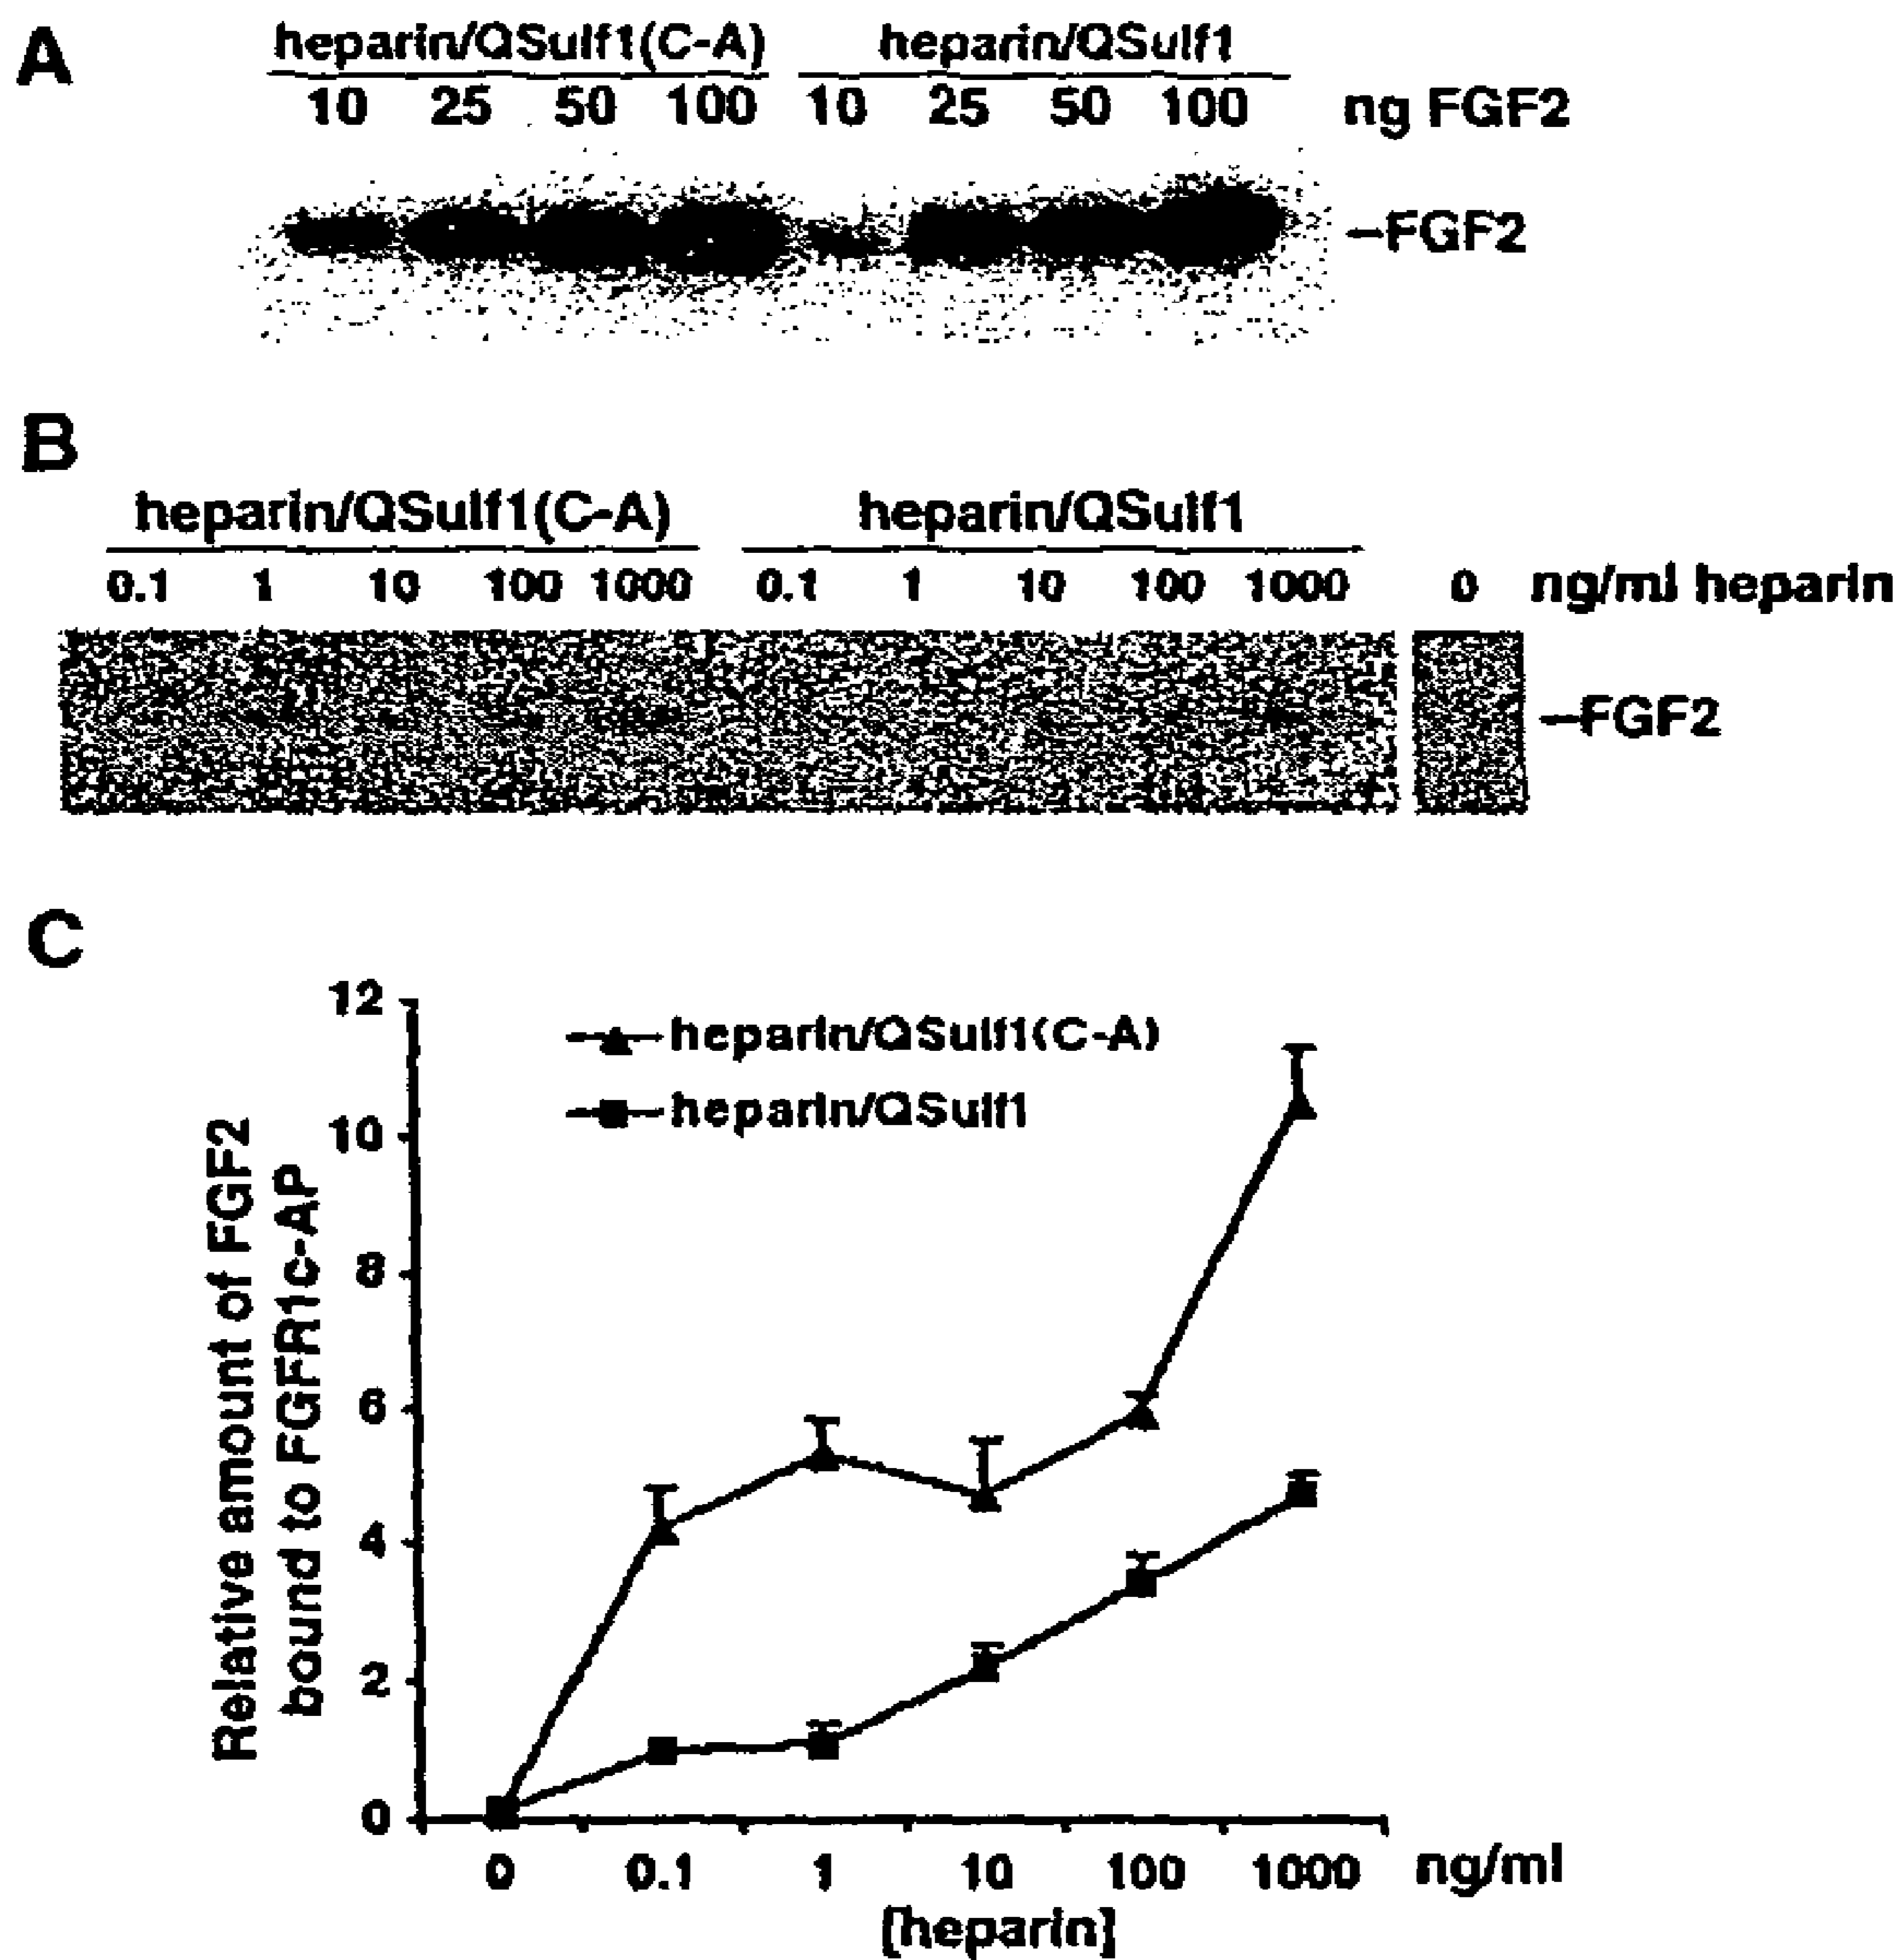 A
heparin/QSulf1(C-A) heparin/QSulf1
10 25 50 100 10 25 50 100 ng FGF2
–FGF2
B
heparin/QSulf1(C-A) heparin/QSulf1
0.1 1 10 100 1000 0.1 1 10 100 1000 0 ng/ml heparin
–FGF2
C
12
10
8
6
4
2
0
Relative amount of FGF2
bound to FGFR1c-AP
heparin/QSulf1(C-A)
heparin/QSulf1
0 0.1 1 10 100 1000 ng/ml
[heparin]